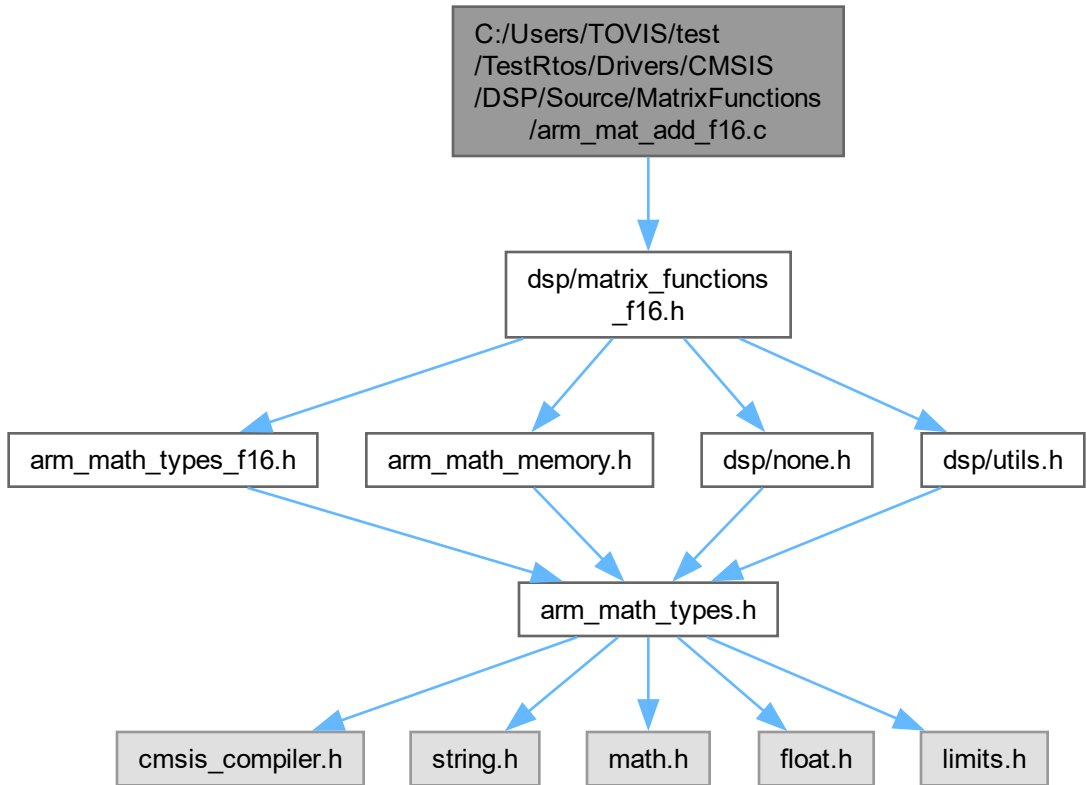 C:/Users/TOVIS/test
/TestRtos/Drivers/CMSIS
/DSP/Source/MatrixFunctions
/arm_mat_add_f16.c
dsp/matrix_functions
_f16.h
arm_math_types_f16.h
arm_math_memory.h
dsp/none.h
dsp/utils.h
arm_math_types.h
cmsis_compiler.h
string.h
math.h
float.h
limits.h